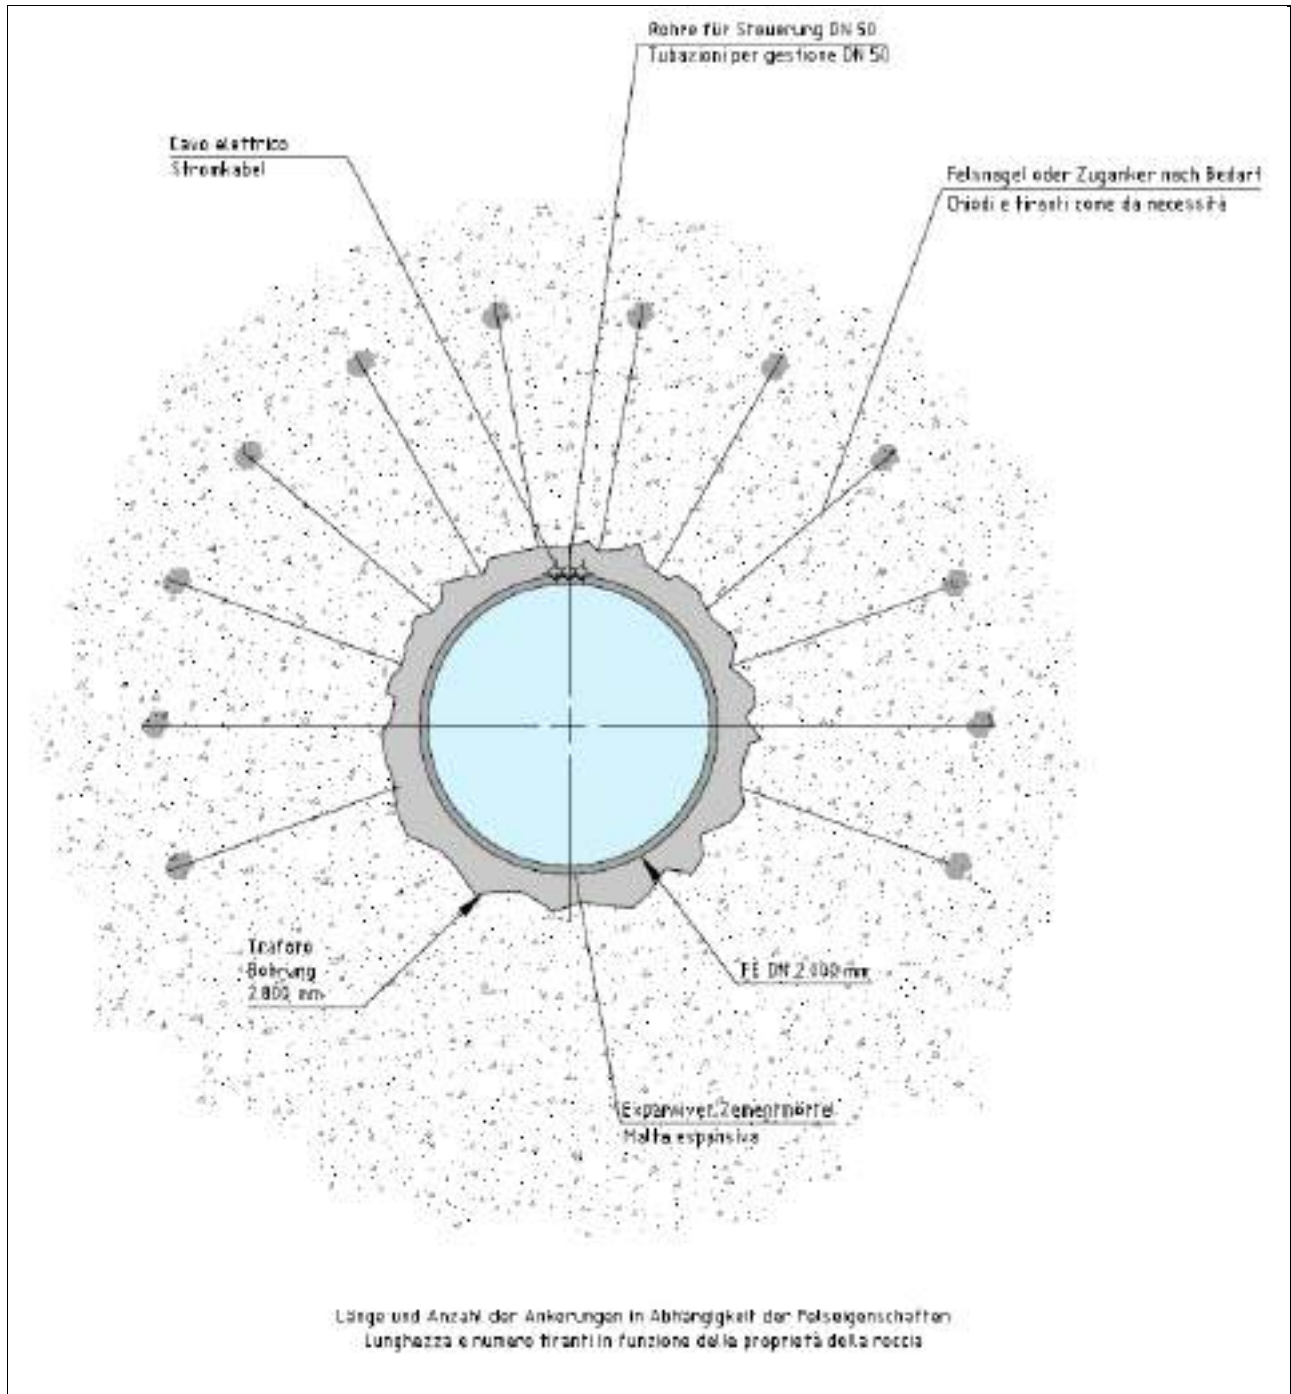 Rohre für Steuerung DN 50
Tubazioni per gestione DN 50
Cavo elettrico
Stromkabel
Felsnagel oder Zuganker nach Bedarf
Chiodi e tiranti come da necessità
Traforo
Bohrung
2.800 mm
FE DN 2.000 mm
Expansiver Zementmörtel
Malta espansiva
Länge und Anzahl der Ankerungen in Abhängigkeit der Felseigenschaften
Lunghezza e numero tiranti in funzione delle proprietà della roccia